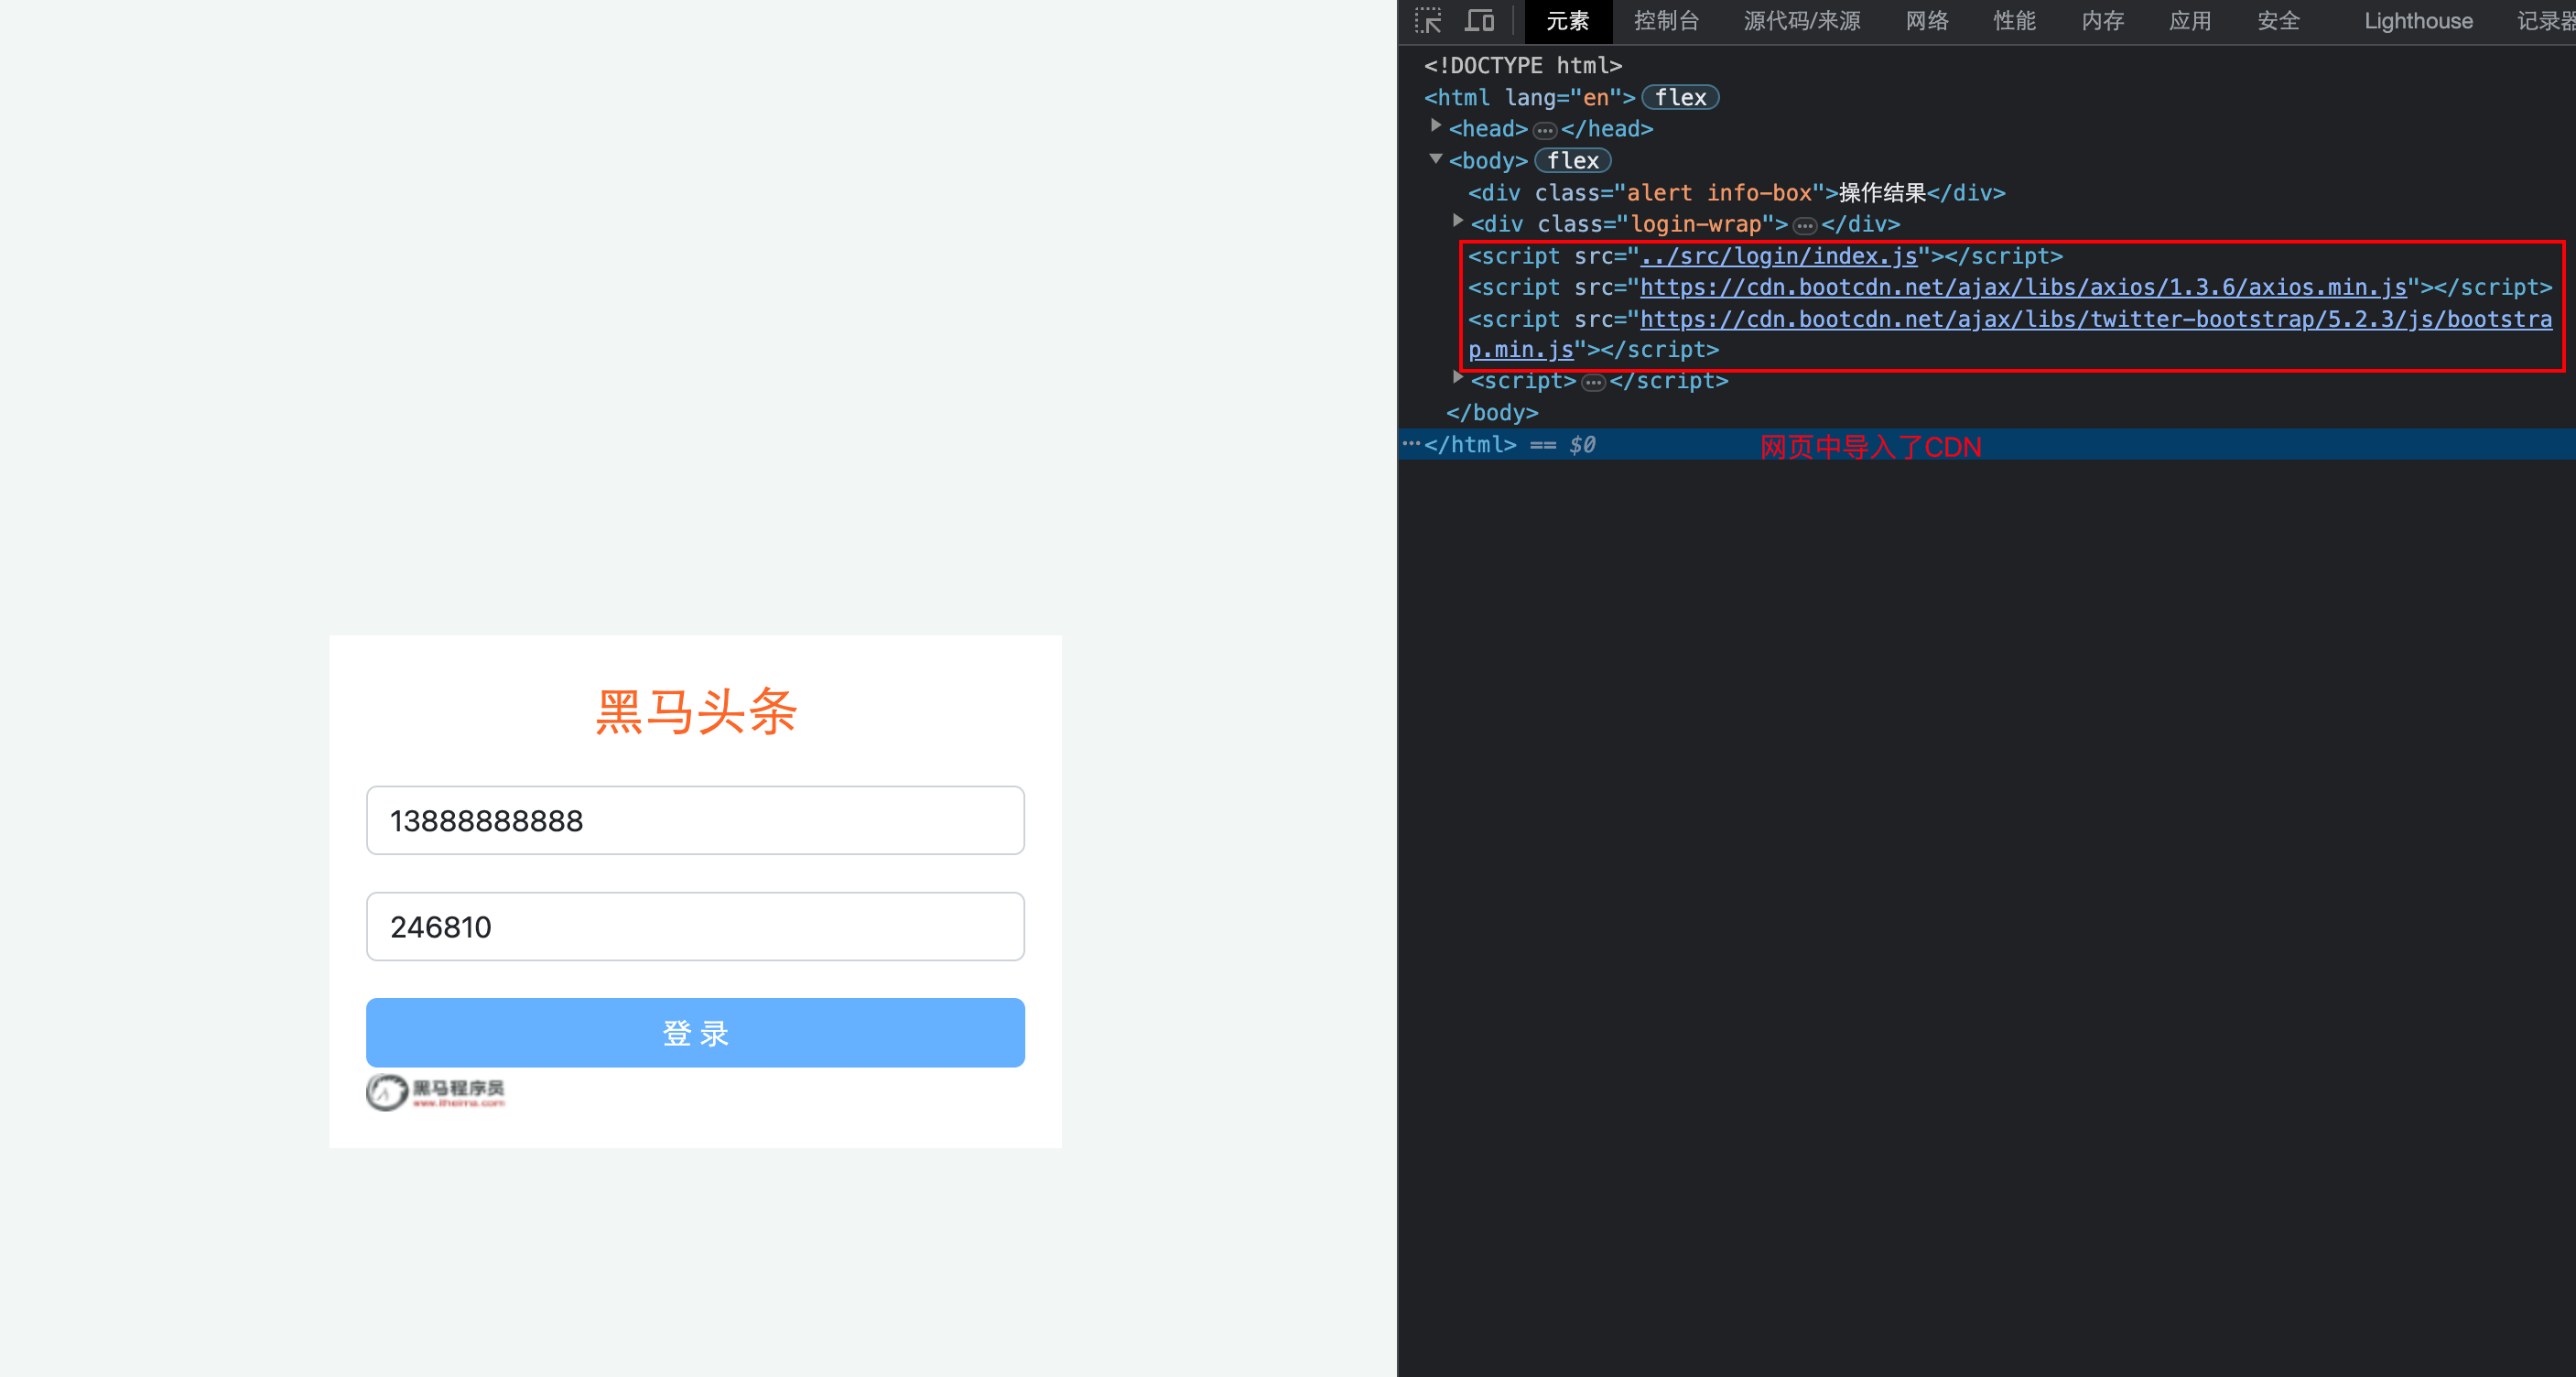 黑马头条
13888888888
246810
登 录
黑马程序员
www.itheima.com
元素 控制台 源代码/来源 网络 性能 内存 应用 安全 Lighthouse 记录器
<!DOCTYPE html>
<html lang="en"> flex
<head> … </head>
<body> flex
<div class="alert info-box">操作结果</div>
<div class="login-wrap"> … </div>
<script src="../src/login/index.js"></script>
<script src="https://cdn.bootcdn.net/ajax/libs/axios/1.3.6/axios.min.js"></script>
<script src="https://cdn.bootcdn.net/ajax/libs/twitter-bootstrap/5.2.3/js/bootstra
p.min.js"></script>
<script> … </script>
</body>
… </html> == $0 网页中导入了CDN